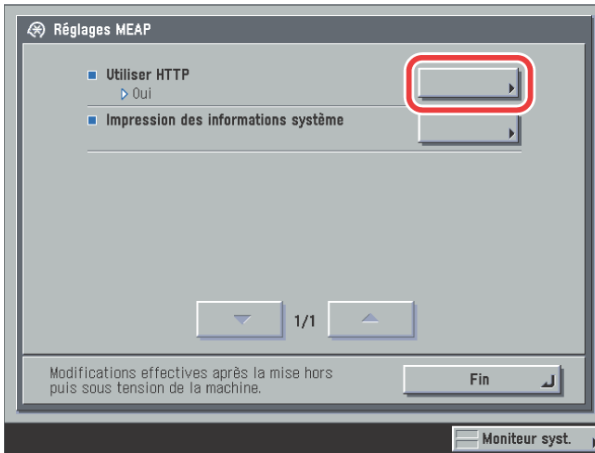 Réglages MEAP
Utiliser HTTP
Oui
Impression des informations système
1/1
Modifications effectives après la mise hors
puis sous tension de la machine.
Fin
Moniteur syst.